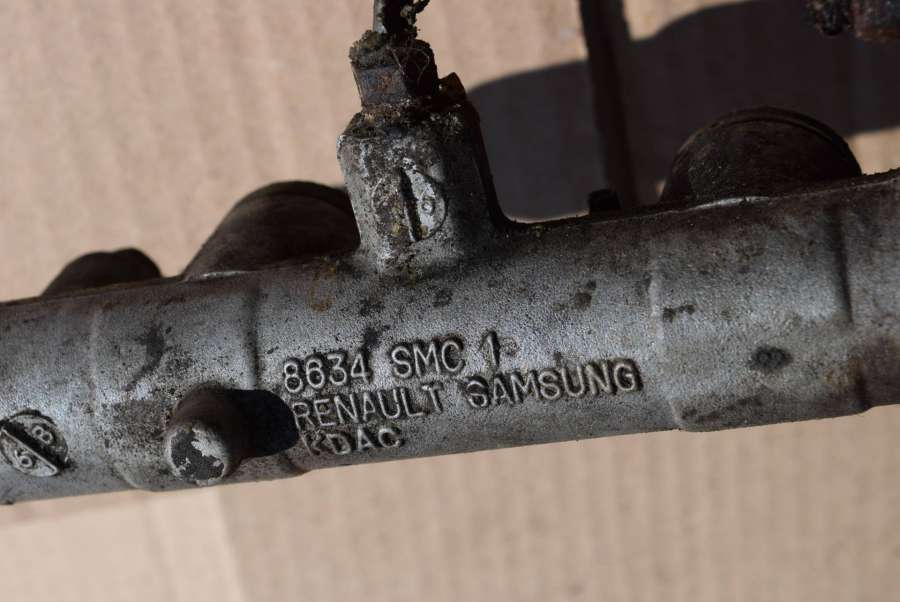 8634 SMC 1
RENAULT SAMSUNG
KDAC